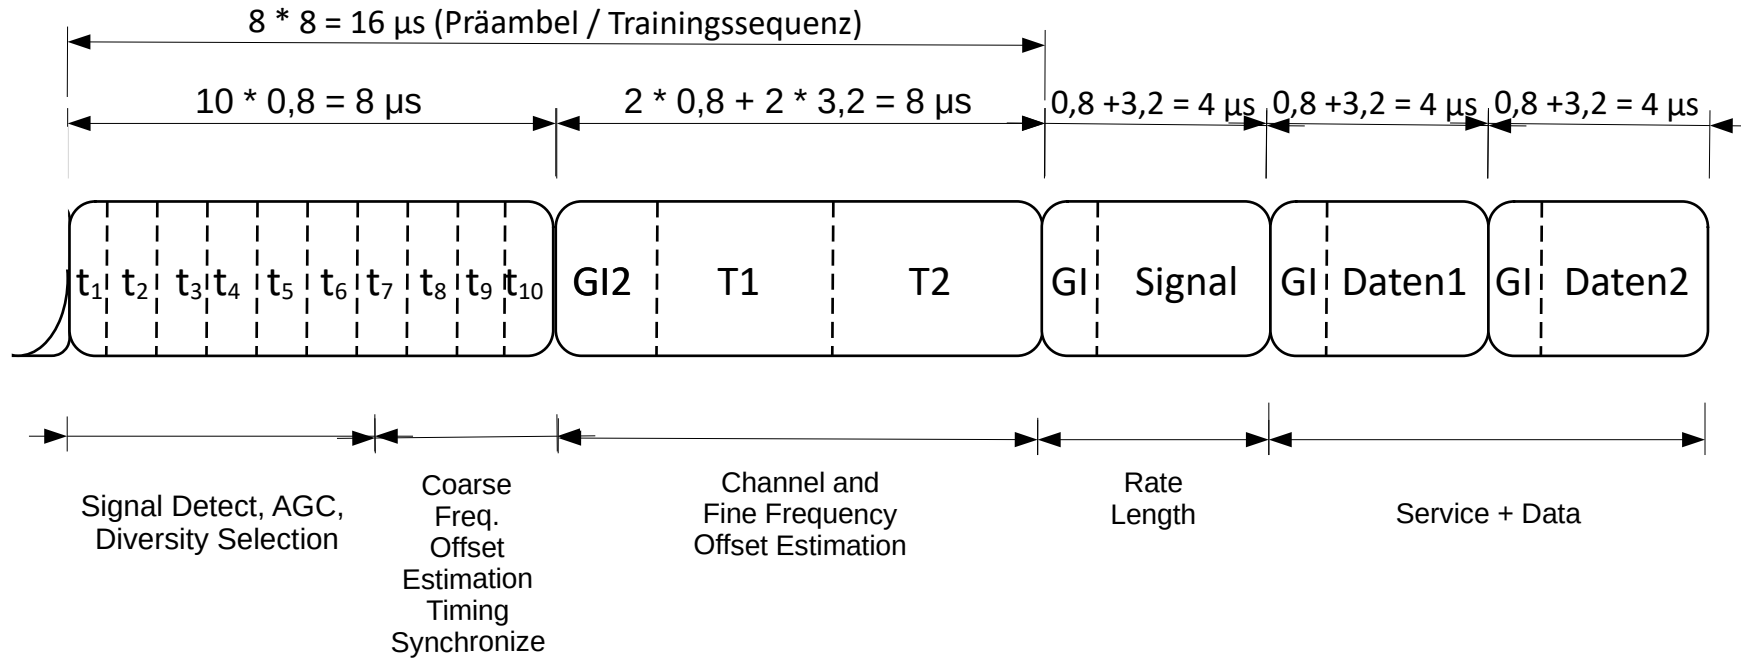 8 * 8 = 16 µs (Präambel / Trainingssequenz)
10 * 0,8 = 8 µs
2 * 0,8 + 2 * 3,2 = 8 µs
0,8 +3,2 = 4 µs
0,8 +3,2 = 4 µs
0,8 +3,2 = 4 µs
t1 t2 t3 t4 t5 t6 t7 t8 t9 t10
GI2 T1 T2
GI Signal
GI Daten1
GI Daten2
Signal Detect, AGC,
Diversity Selection
Coarse
Freq.
Offset
Estimation
Timing
Synchronize
Channel and
Fine Frequency
Offset Estimation
Rate
Length
Service + Data